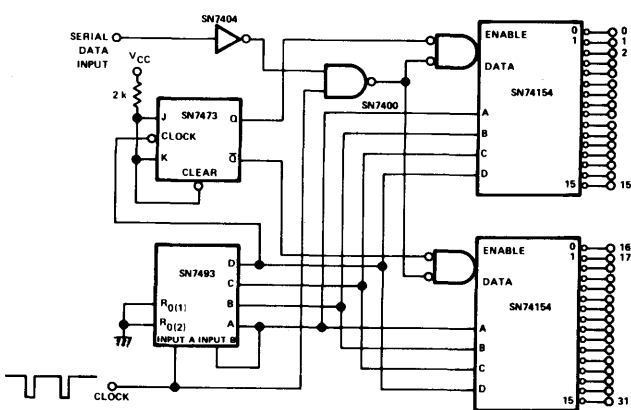 SN7404
SERIAL
DATA
INPUT
VCC
2 k
SN7400
J
SN7473
Q
CLOCK
K
Q̅
CLEAR
ENABLE
0
1
DATA
SN74154
A
B
C
D
15
0
1
2
15
SN7493
D
C
B
A
R0(1)
R0(2)
INPUT A INPUT B
CLOCK
ENABLE
0
1
DATA
SN74154
A
B
C
D
15
16
17
31